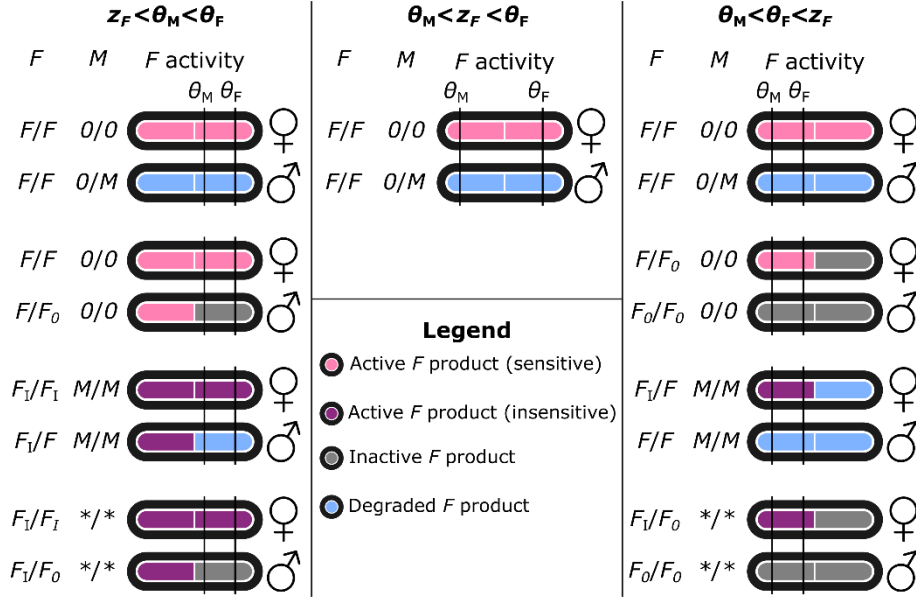 z_F<θ_M<θ_F
F M F activity
θ_M θ_F
F/F 0/0 ♀
F/F 0/M ♂
F/F 0/0 ♀
F/F_0 0/0 ♂
F_I/F_I M/M ♀
F_I/F M/M ♂
F_I/F_I */* ♀
F_I/F_0 */* ♂
θ_M<z_F<θ_F
F M F activity
θ_M θ_F
F/F 0/0 ♀
F/F 0/M ♂
Legend
Active F product (sensitive)
Active F product (insensitive)
Inactive F product
Degraded F product
θ_M<θ_F<z_F
F M F activity
θ_M θ_F
F/F 0/0 ♀
F/F 0/M ♂
F/F_0 0/0 ♀
F_0/F_0 0/0 ♂
F_I/F M/M ♀
F/F M/M ♂
F_I/F_0 */* ♀
F_0/F_0 */* ♂